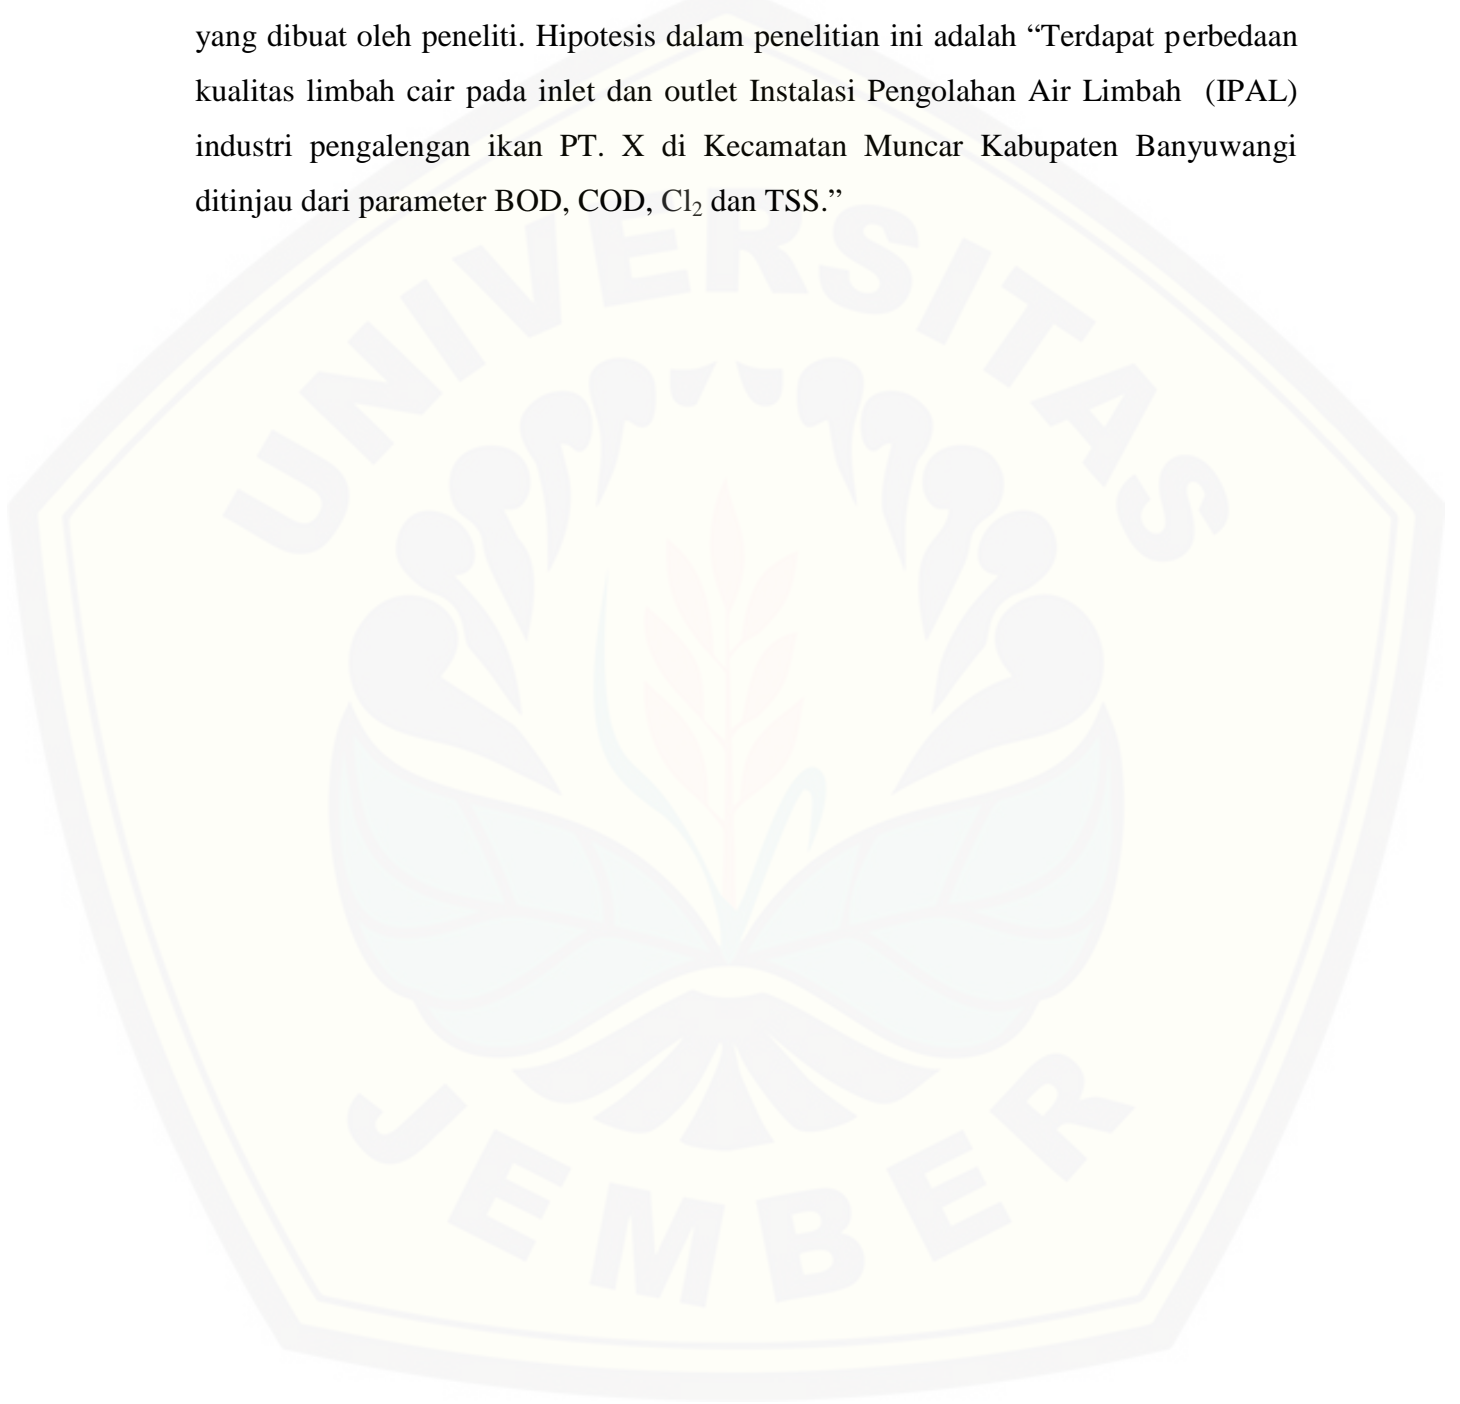 yang dibuat oleh peneliti. Hipotesis dalam penelitian ini adalah “Terdapat perbedaan
kualitas limbah cair pada inlet dan outlet Instalasi Pengolahan Air Limbah (IPAL)
industri pengalengan ikan PT. X di Kecamatan Muncar Kabupaten Banyuwangi
ditinjau dari parameter BOD, COD, Cl₂ dan TSS.”
UNIVERSITAS
JEMBER